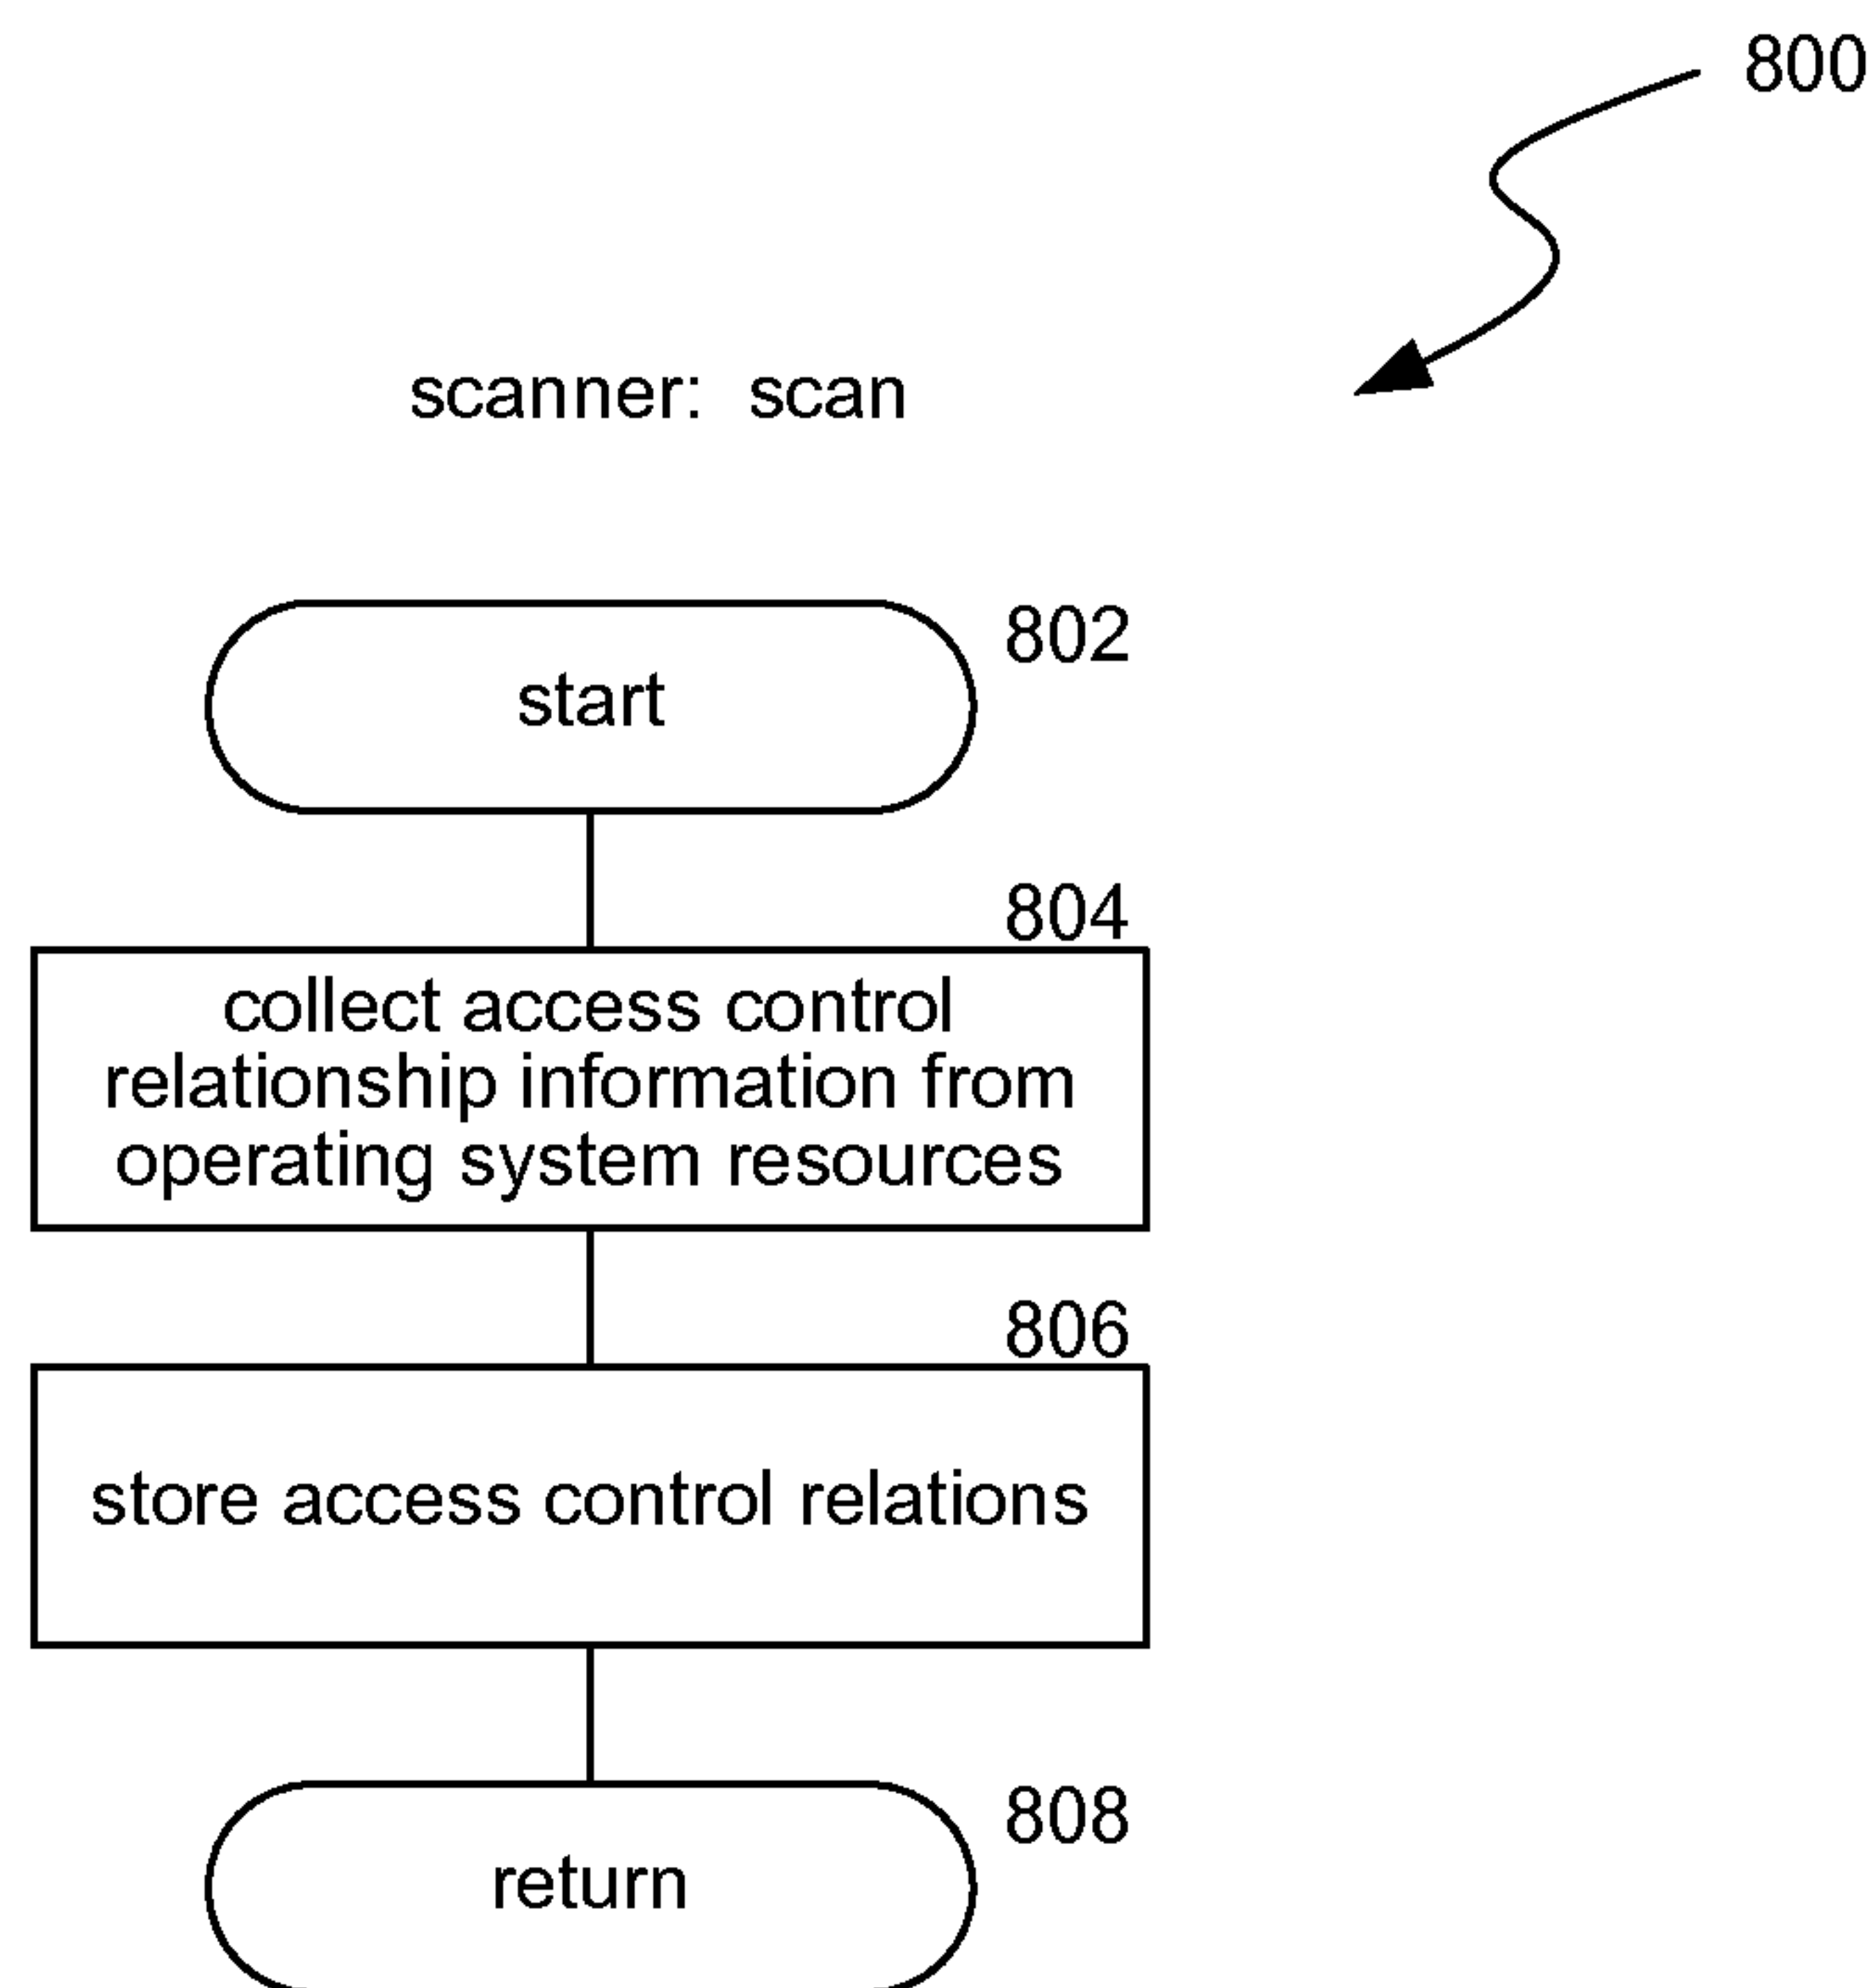 800
scanner: scan
802
start
804
collect access control
relationship information from
operating system resources
806
store access control relations
808
return